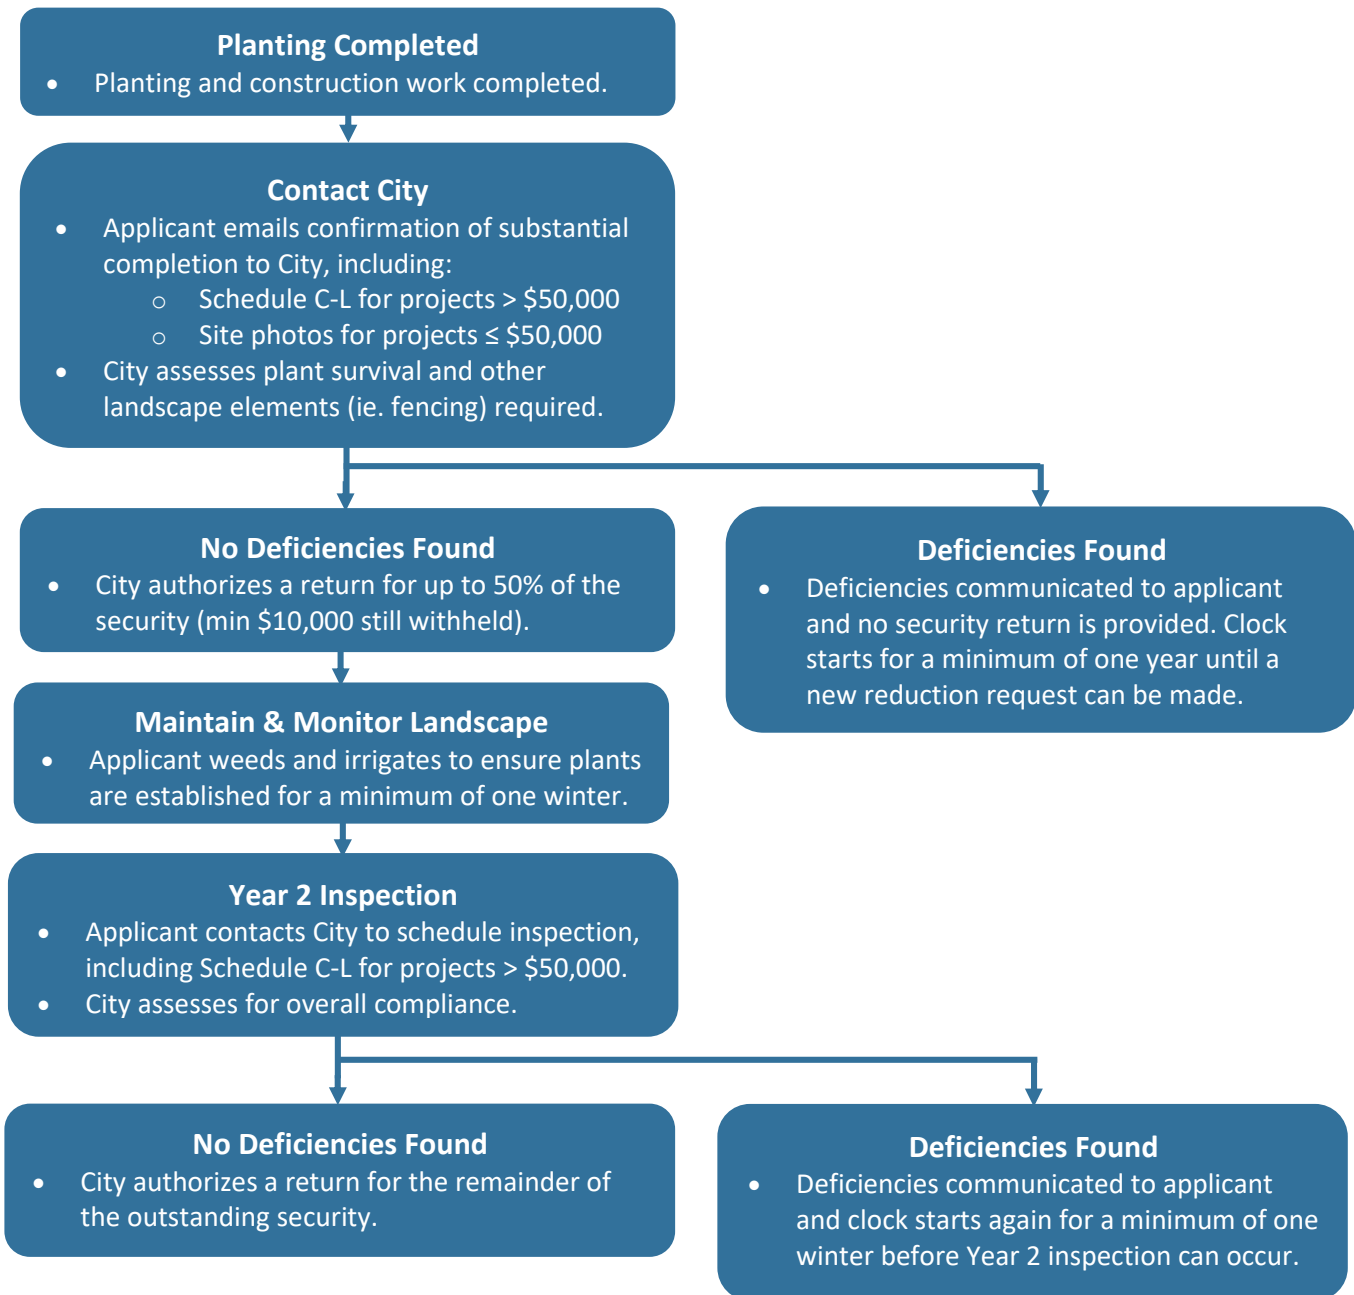 Planting Completed
• Planting and construction work completed.
Contact City
• Applicant emails confirmation of substantial
completion to City, including:
o Schedule C-L for projects > $50,000
o Site photos for projects ≤ $50,000
• City assesses plant survival and other
landscape elements (ie. fencing) required.
No Deficiencies Found
• City authorizes a return for up to 50% of the
security (min $10,000 still withheld).
Deficiencies Found
• Deficiencies communicated to applicant
and no security return is provided. Clock
starts for a minimum of one year until a
new reduction request can be made.
Maintain & Monitor Landscape
• Applicant weeds and irrigates to ensure plants
are established for a minimum of one winter.
Year 2 Inspection
• Applicant contacts City to schedule inspection,
including Schedule C-L for projects > $50,000.
• City assesses for overall compliance.
No Deficiencies Found
• City authorizes a return for the remainder of
the outstanding security.
Deficiencies Found
• Deficiencies communicated to applicant
and clock starts again for a minimum of one
winter before Year 2 inspection can occur.